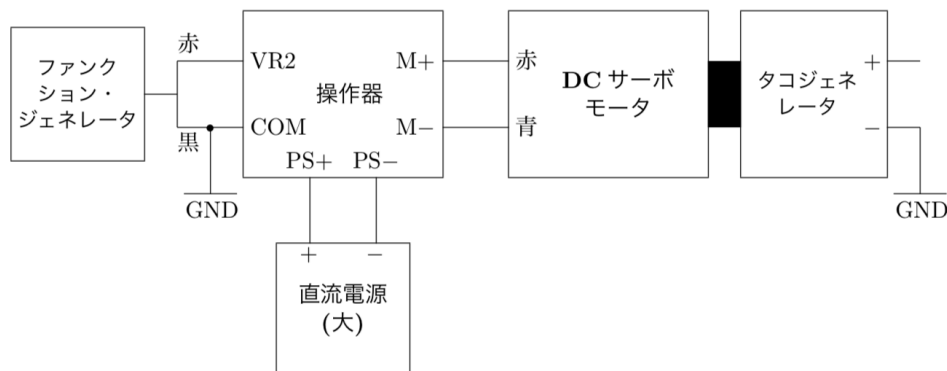 ファンク
ション・
ジェネレータ
赤
黒
GND
VR2
COM
操作器
M+
M−
PS+ PS−
+ −
直流電源
(大)
赤
青
DC サーボ
モータ
タコジェネ
レータ
+
−
GND